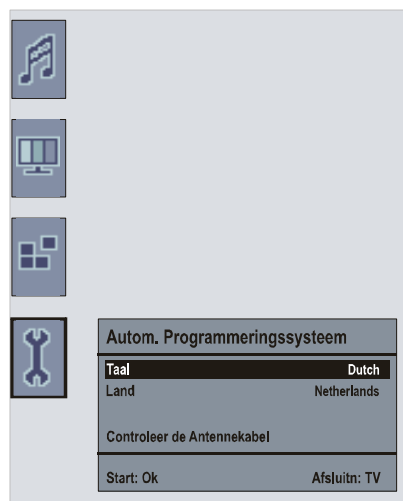 Autom. Programmeringssysteem
Taal Dutch
Land Netherlands
Controleer de Antennekabel
Start: Ok Afsluitn: TV